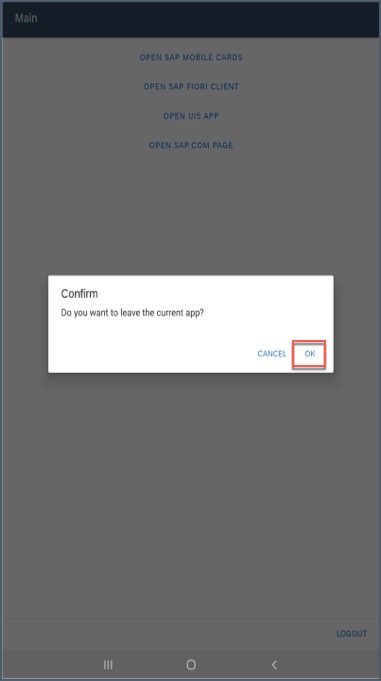 Main
OPEN SAP MOBILE CARDS
OPEN SAP FIORI CLIENT
OPEN UI5 APP
OPEN SAP.COM PAGE
Confirm
Do you want to leave the current app?
CANCEL OK
LOGOUT